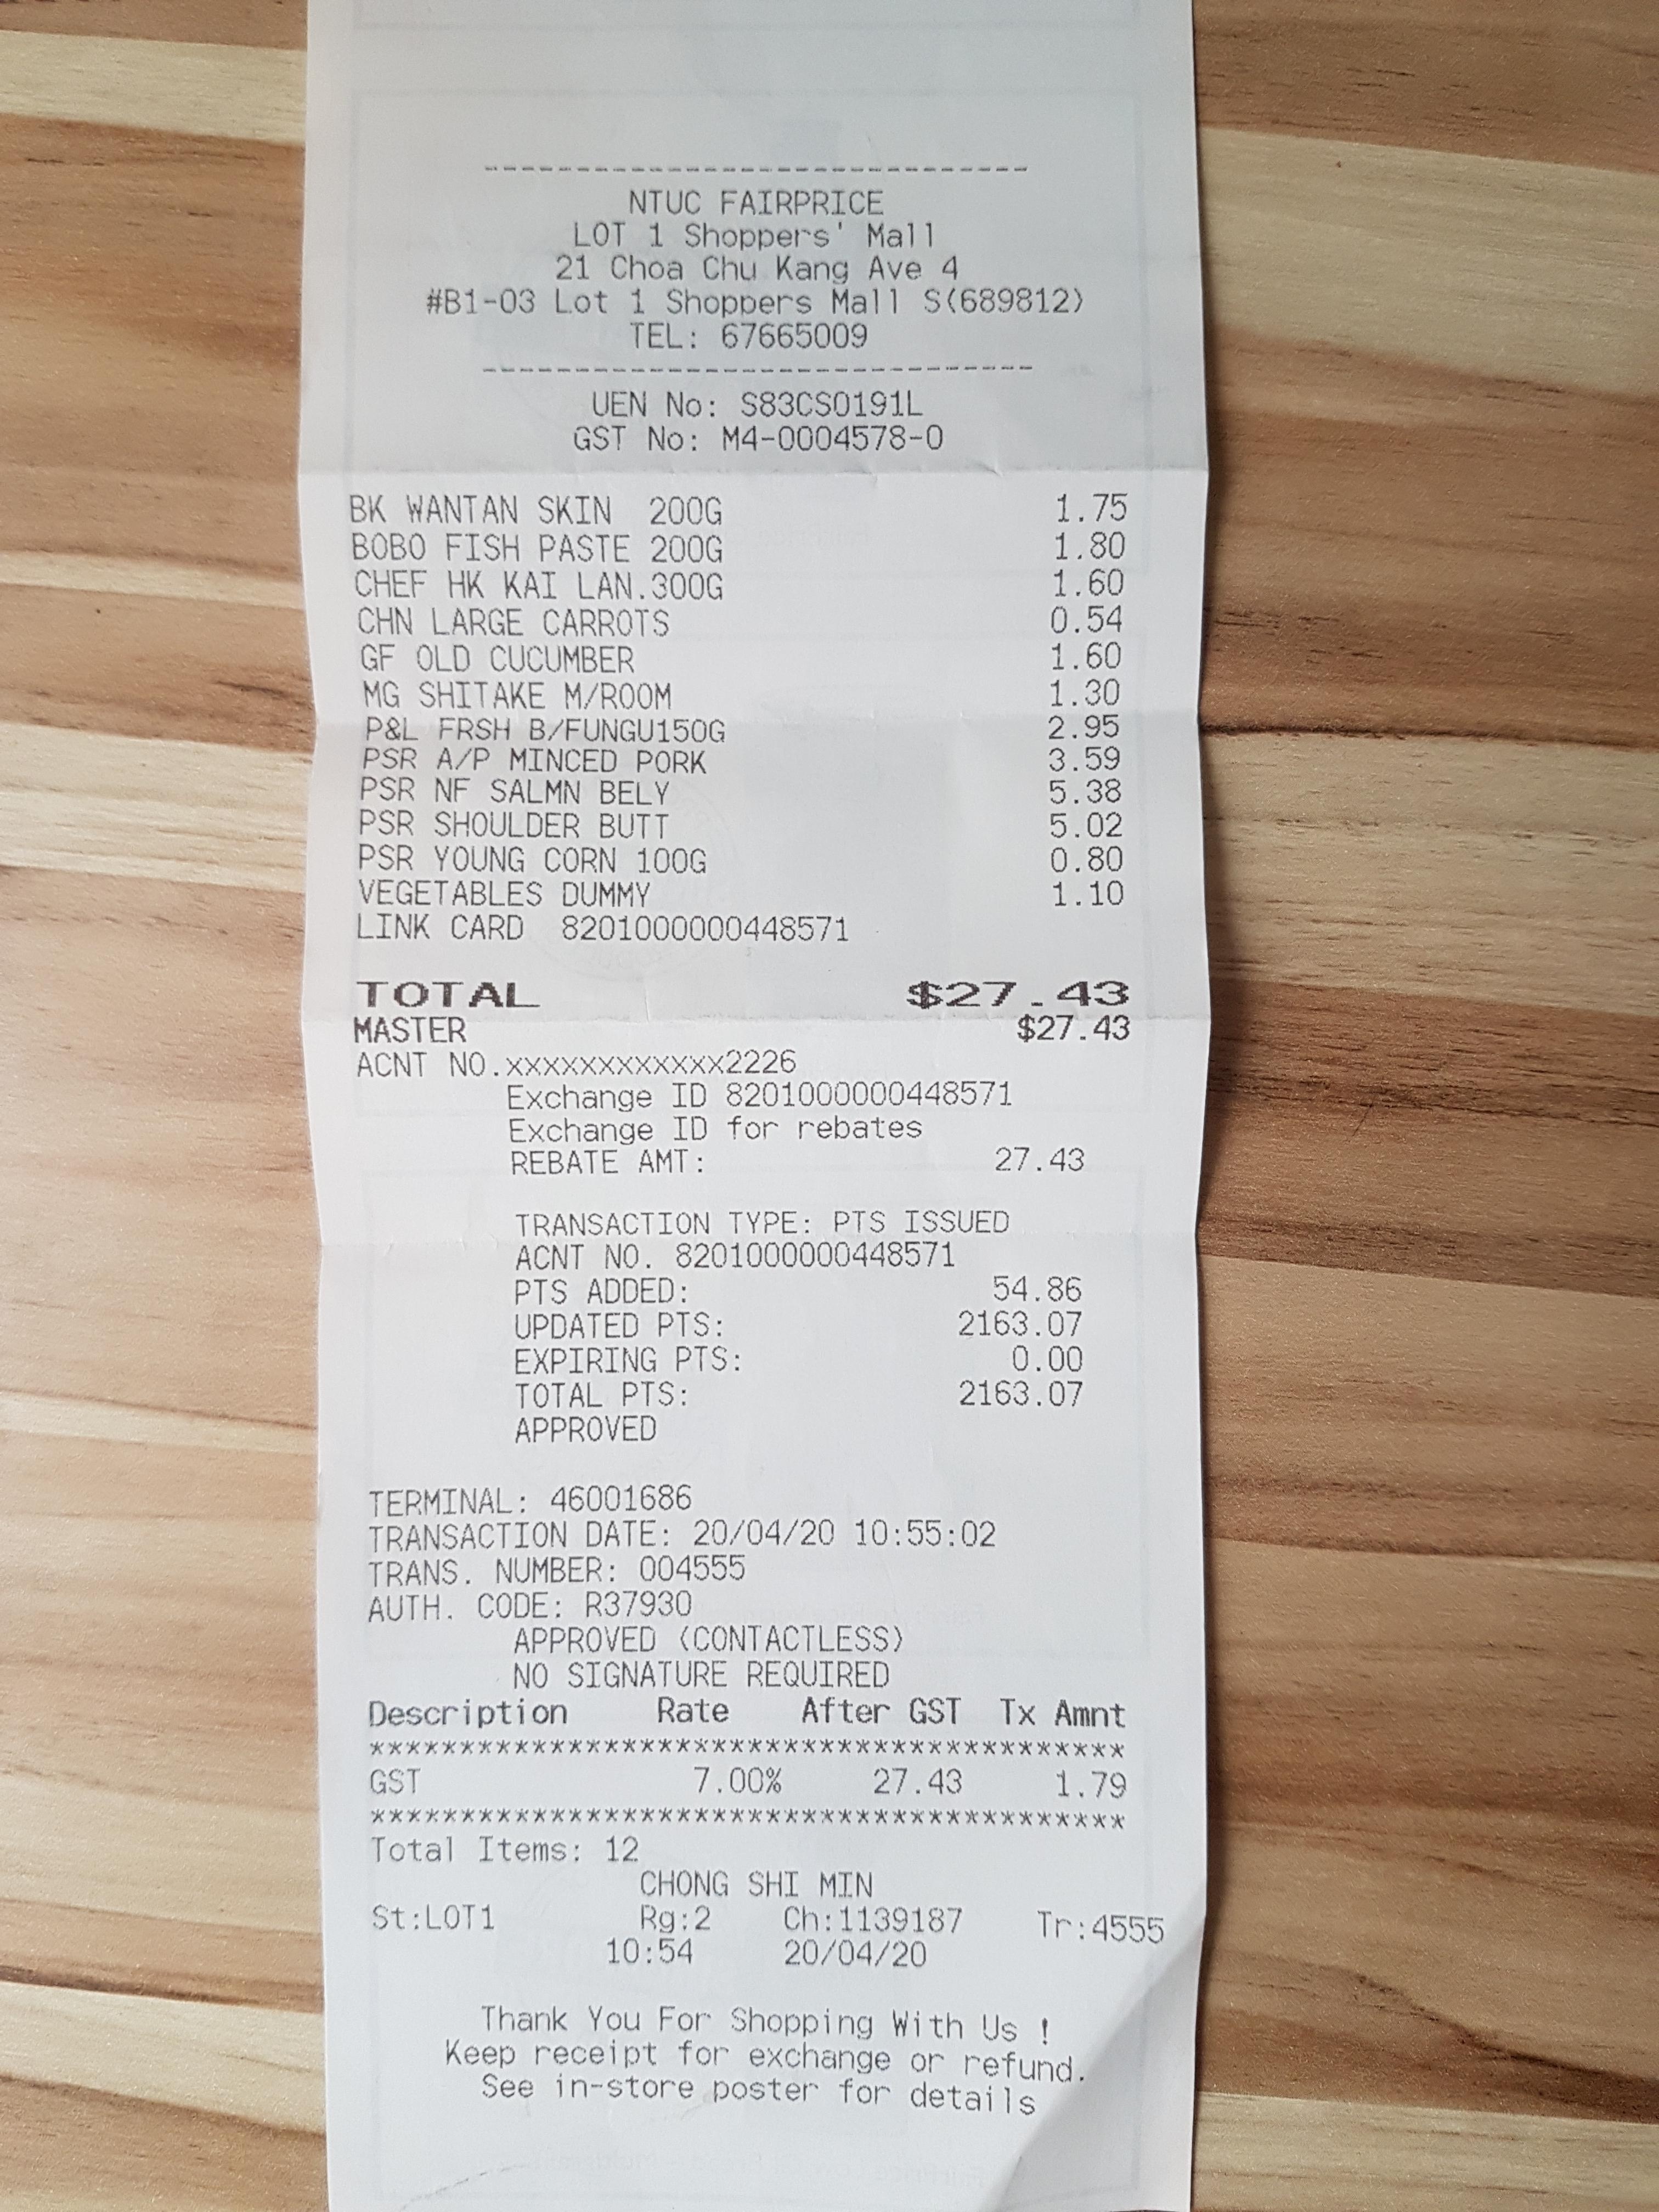 ------------------------------
NTUC FAIRPRICE
LOT 1 Shoppers' Mall
21 Choa Chu Kang Ave 4
#B1-03 Lot 1 Shoppers Mall S(689812)
TEL: 67665009
------------------------------
UEN No: S83CS0191L
GST No: M4-0004578-0
BK WANTAN SKIN 200G 1.75
BOBO FISH PASTE 200G 1.80
CHEF HK KAI LAN.300G 1.60
CHN LARGE CARROTS 0.54
GF OLD CUCUMBER 1.60
MG SHITAKE M/ROOM 1.30
P&L FRSH B/FUNGU150G 2.95
PSR A/P MINCED PORK 3.59
PSR NF SALMN BELY 5.38
PSR SHOULDER BUTT 5.02
PSR YOUNG CORN 100G 0.80
VEGETABLES DUMMY 1.10
LINK CARD 8201000000448571
TOTAL $27.43
MASTER $27.43
ACNT NO.xxxxxxxxxxxx2226
Exchange ID 8201000000448571
Exchange ID for rebates
REBATE AMT: 27.43
TRANSACTION TYPE: PTS ISSUED
ACNT NO. 8201000000448571
PTS ADDED: 54.86
UPDATED PTS: 2163.07
EXPIRING PTS: 0.00
TOTAL PTS: 2163.07
APPROVED
TERMINAL: 46001686
TRANSACTION DATE: 20/04/20 10:55:02
TRANS. NUMBER: 004555
AUTH. CODE: R37930
APPROVED (CONTACTLESS)
NO SIGNATURE REQUIRED
Description Rate After GST Tx Amnt
******************************************
GST 7.00% 27.43 1.79
******************************************
Total Items: 12
CHONG SHI MIN
St:LOT1 Rg:2 Ch:1139187 Tr:4555
10:54 20/04/20
Thank You For Shopping With Us !
Keep receipt for exchange or refund.
See in-store poster for details